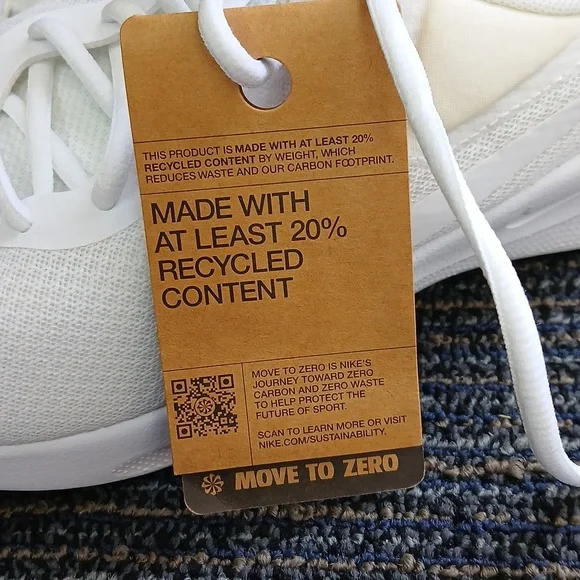 THIS PRODUCT IS MADE WITH AT LEAST 20%
RECYCLED CONTENT BY WEIGHT, WHICH
REDUCES WASTE AND OUR CARBON FOOTPRINT.
MADE WITH
AT LEAST 20%
RECYCLED
CONTENT
MOVE TO ZERO IS NIKE'S
JOURNEY TOWARD ZERO
CARBON AND ZERO WASTE
TO HELP PROTECT THE
FUTURE OF SPORT.
SCAN TO LEARN MORE OR VISIT
NIKE.COM/SUSTAINABILITY.
MOVE TO ZERO